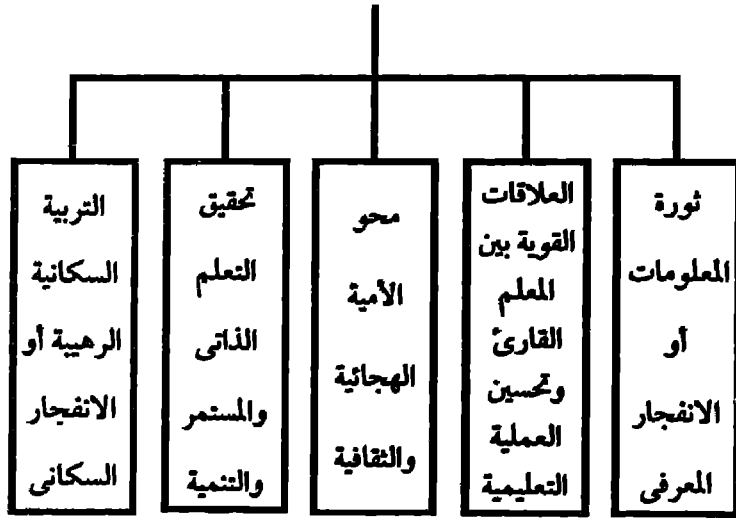 ثورة
المعلومات
أو
الانفجار
المعرفى
العلاقات
القوية بين
المعلم
القارئ
وتحسين
العملية
التعليمية
محو
الأمية
الهجائية
والثقافية
تحقيق
التعلم
الذاتى
والمستمر
والتنمية
التربية
السكانية
الرهيبة أو
الانفجار
السكانى